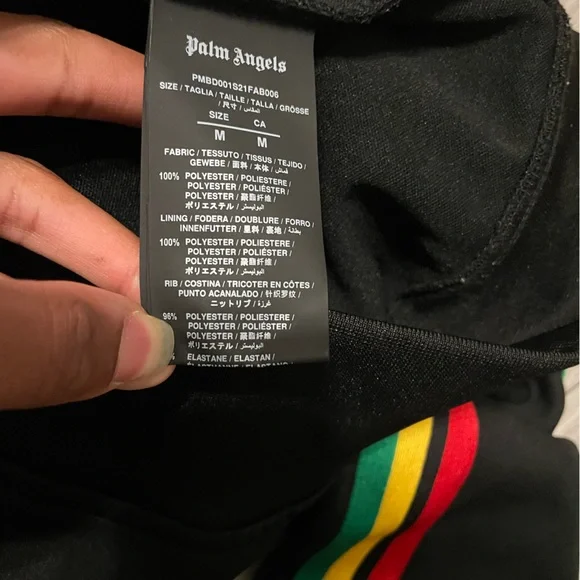 Palm Angels
PMBD001S21FAB006
SIZE / TAGLIA / TAILLE / TALLA / GRÖSSE
/ 尺寸 / المقاس /
SIZE CA
M M
FABRIC / TESSUTO / TISSUS / TEJIDO /
GEWEBE / 面料 / 本体 / قماش
100% POLYESTER / POLIESTERE /
POLYESTER / POLIÉSTER /
POLYESTER / 聚酯纤维 /
ポリエステル / البوليستر
LINING / FODERA / DOUBLURE / FORRO /
INNENFUTTER / 里料 / 裏地 / بطانة
100% POLYESTER / POLIESTERE /
POLYESTER / POLIÉSTER /
POLYESTER / 聚酯纤维 /
ポリエステル / البوليستر
RIB / COSTINA / TRICOTER EN CÔTES /
PUNTO ACANALADO / 针织罗纹 /
ニットリブ / غرزة
96% POLYESTER / POLIESTERE /
POLYESTER / POLIÉSTER /
POLYESTER / 聚酯纤维 /
ポリエステル / البوليستر
% ELASTANE / ELASTAN /